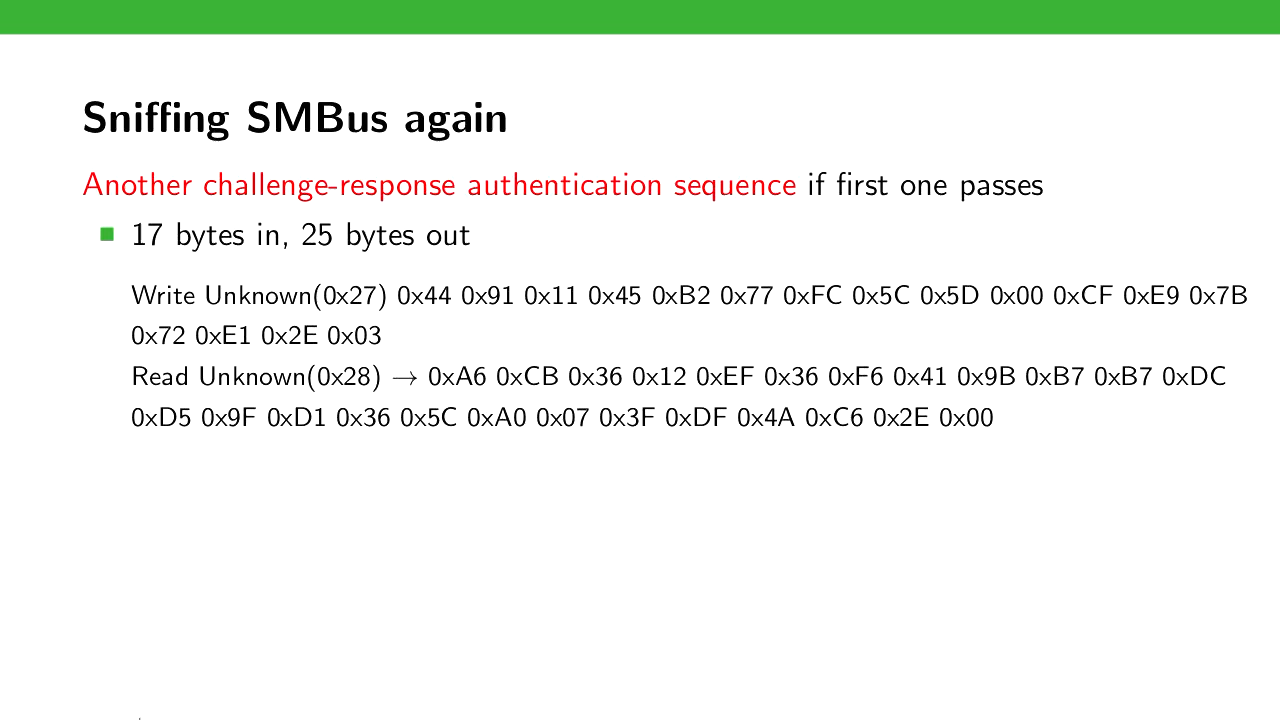 Sniffing SMBus again
Another challenge-response authentication sequence if first one passes
17 bytes in, 25 bytes out
Write Unknown(0x27) 0x44 0x91 0x11 0x45 0xB2 0x77 0xFC 0x5C 0x5D 0x00 0xCF 0xE9 0x7B
0x72 0xE1 0x2E 0x03
Read Unknown(0x28) → 0xA6 0xCB 0x36 0x12 0xEF 0x36 0xF6 0x41 0x9B 0xB7 0xB7 0xDC
0xD5 0x9F 0xD1 0x36 0x5C 0xA0 0x07 0x3F 0xDF 0x4A 0xC6 0x2E 0x00